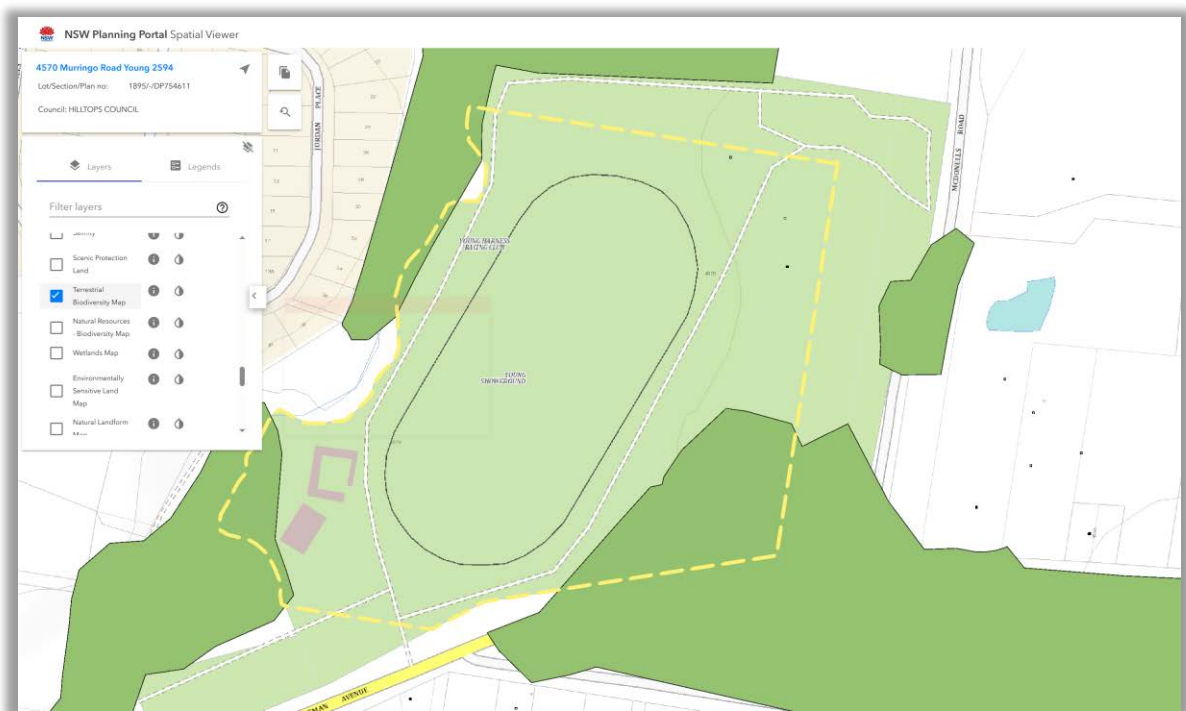 NSW Planning Portal Spatial Viewer
4570 Murringo Road Young 2594
Lot/Section/Plan no: 1895/-/DP754611
Council: HILLTOPS COUNCIL
Layers
Legends
Filter layers
Scenic Protection
Land
Terrestrial
Biodiversity Map
Natural Resources
- Biodiversity Map
Wetlands Map
Environmentally
Sensitive Land
Map
Natural Landform
JORDAN PLACE
YOUNG HARNESS
RACING CLUB
YOUNG
SHOWGROUND
MCDONELLS ROAD
AVENUE